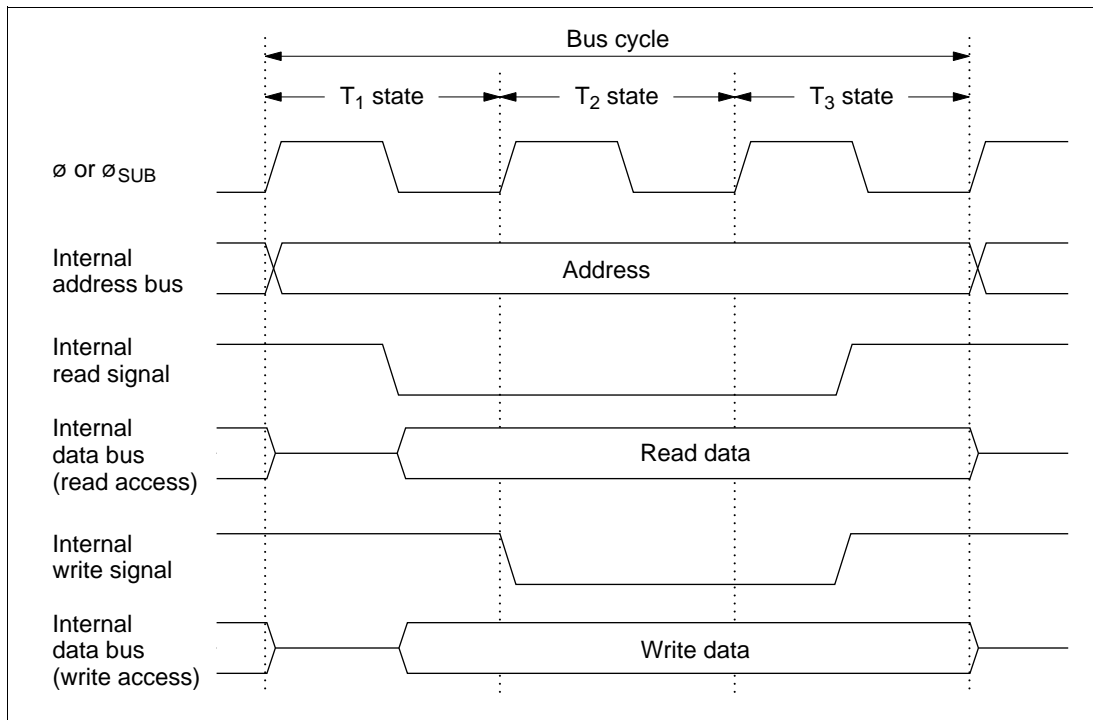 Bus cycle
T1 state
T2 state
T3 state
ø or øSUB
Internal
address bus
Address
Internal
read signal
Internal
data bus
(read access)
Read data
Internal
write signal
Internal
data bus
(write access)
Write data